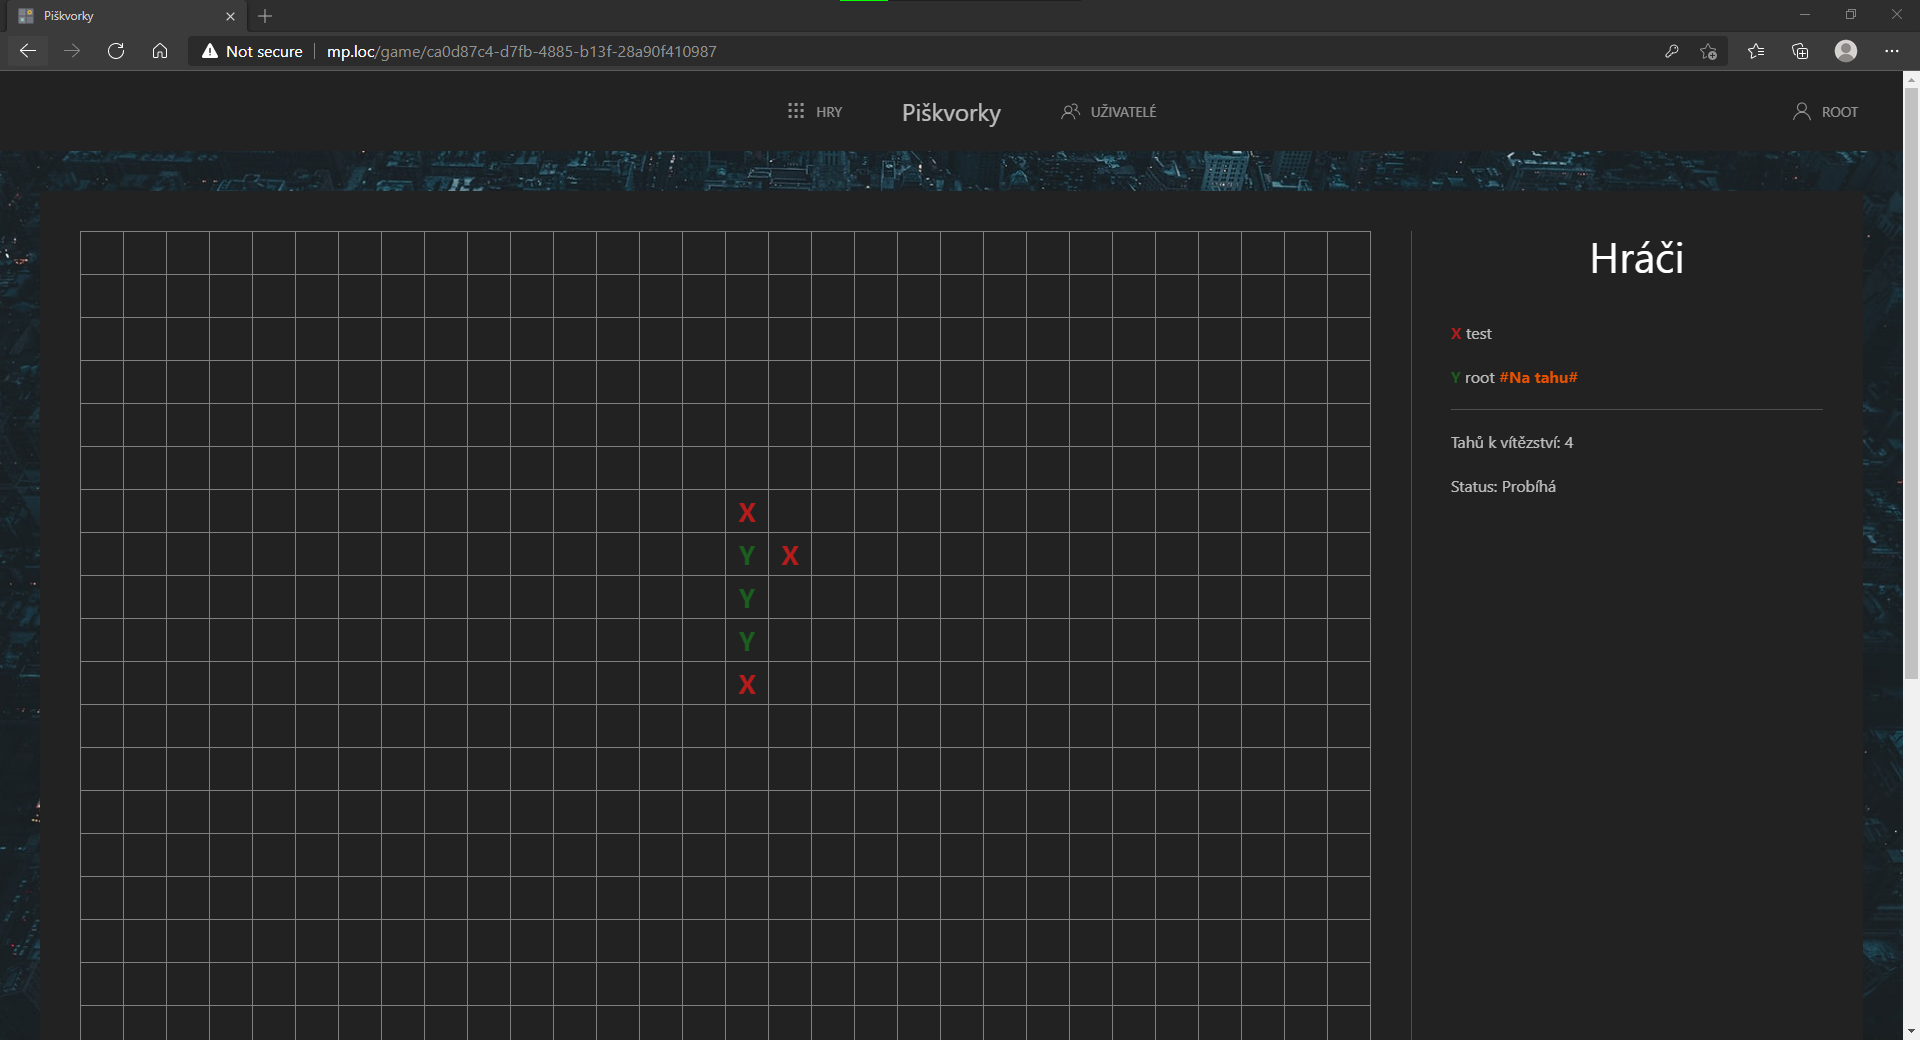 Piškvorky
Not secure
mp.loc/game/ca0d87c4-d7fb-4885-b13f-28a90f410987
HRY
Piškvorky
UŽIVATELÉ
ROOT
Hráči
X test
Y root #Na tahu#
Tahů k vítězství: 4
Status: Probíhá
X
Y X
Y
Y
X